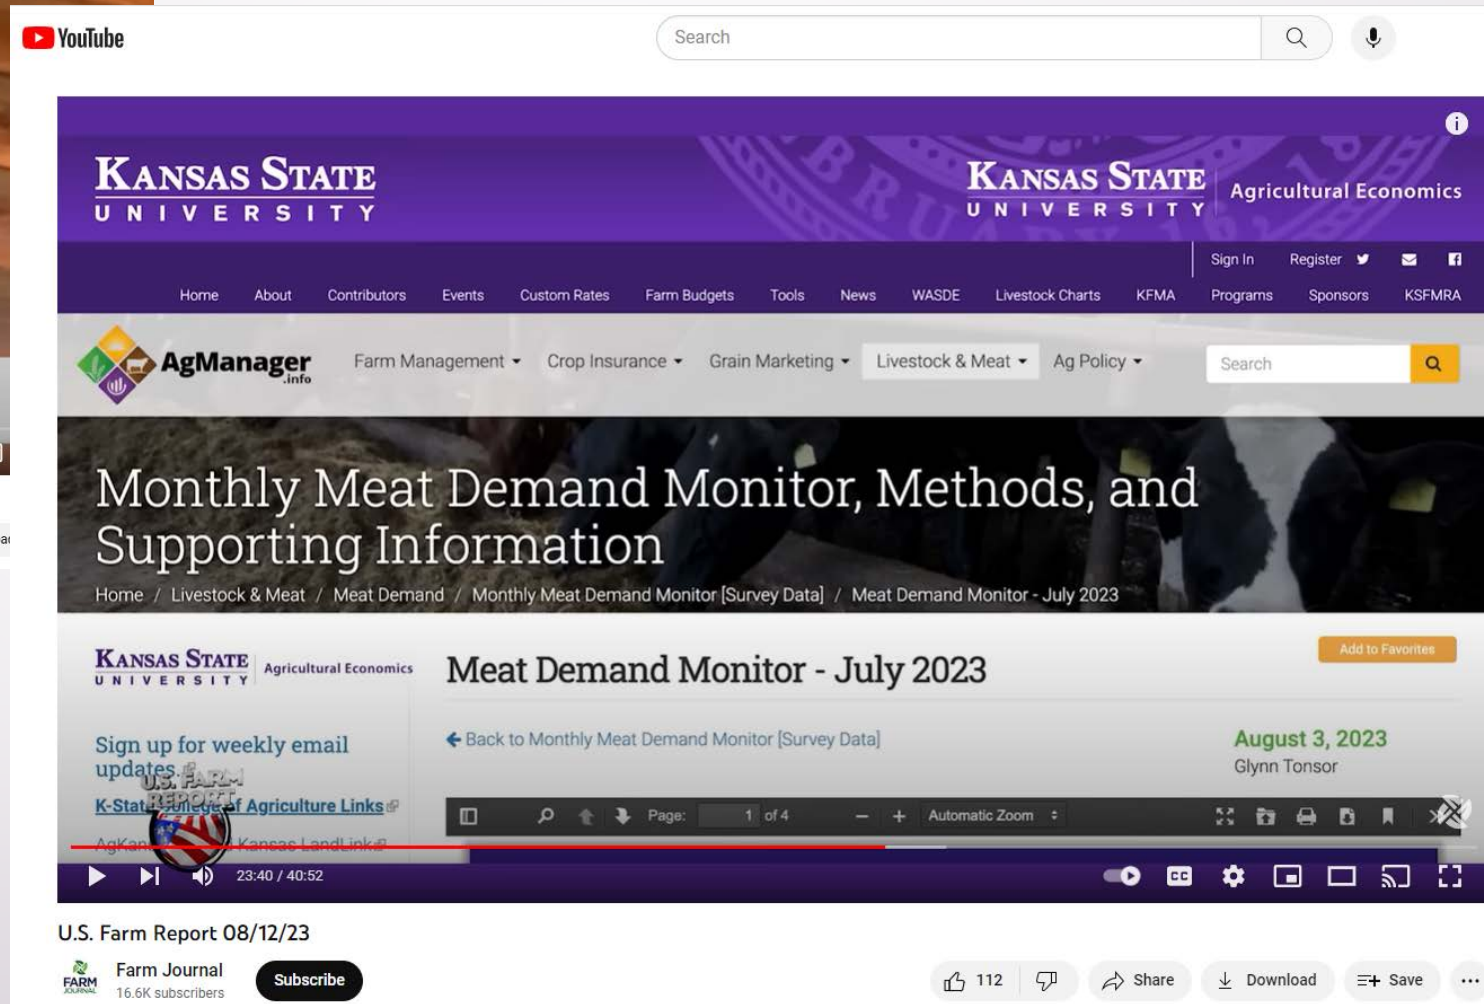 YouTube
Search
KANSAS STATE
UNIVERSITY
KANSAS STATE
UNIVERSITY
Agricultural Economics
Sign In Register
Home About Contributors Events Custom Rates Farm Budgets Tools News WASDE Livestock Charts KFMA Programs Sponsors KSFMRA
AgManager
.info
Farm Management Crop Insurance Grain Marketing Livestock & Meat Ag Policy
Search
Monthly Meat Demand Monitor, Methods, and
Supporting Information
Home / Livestock & Meat / Meat Demand / Monthly Meat Demand Monitor [Survey Data] / Meat Demand Monitor - July 2023
KANSAS STATE
UNIVERSITY
Agricultural Economics
Meat Demand Monitor - July 2023
Add to Favorites
Sign up for weekly email
updates.
Back to Monthly Meat Demand Monitor [Survey Data]
August 3, 2023
Glynn Tonsor
U.S. FARM
REPORT
K-State College of Agriculture Links
Page: 1 of 4
Automatic Zoom
Kansas LandLink
23:40 / 40:52
CC
U.S. Farm Report 08/12/23
FARM
JOURNAL
Farm Journal
16.6K subscribers
Subscribe
112
Share
Download
Save